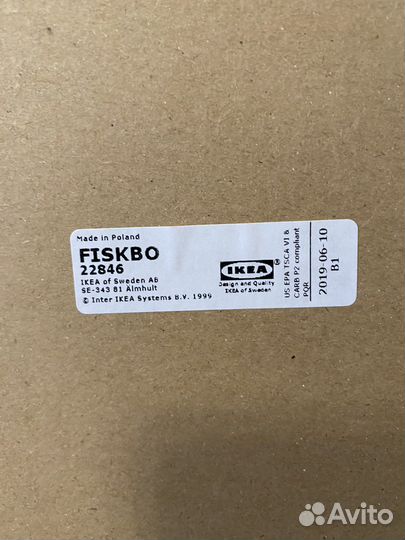 Made in Poland
FISKBO
22846
IKEA of Sweden AB
SE-343 81 Älmhult
© Inter IKEA Systems B.V. 1999
IKEA®
Design and Quality
IKEA of Sweden
US EPA TSCA VI &
CARB P2 compliant
PQR
2019-06-10
B1
Avito